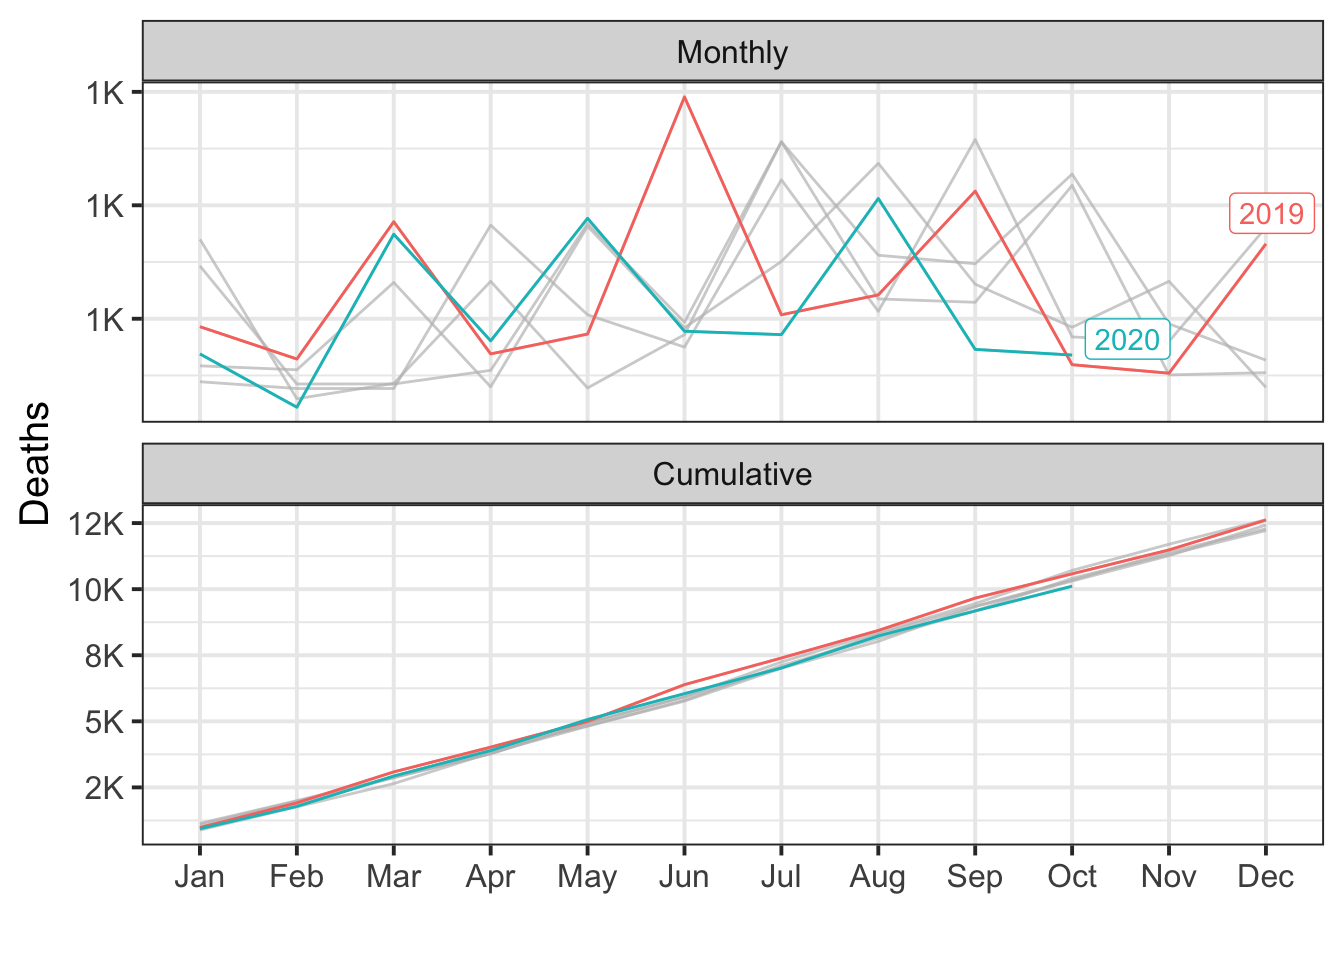 Monthly
1K
1K
1K
2019
2020
Deaths
Cumulative
12K
10K
8K
5K
2K
Jan Feb Mar Apr May Jun Jul Aug Sep Oct Nov Dec